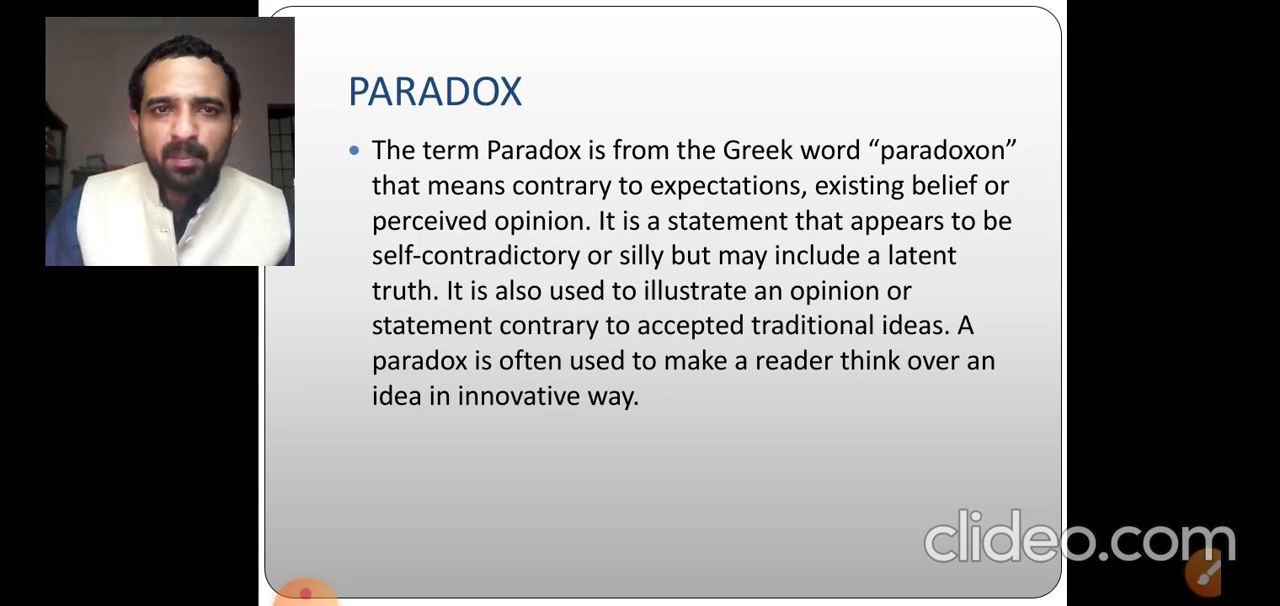 PARADOX
• The term Paradox is from the Greek word “paradoxon”
that means contrary to expectations, existing belief or
perceived opinion. It is a statement that appears to be
self-contradictory or silly but may include a latent
truth. It is also used to illustrate an opinion or
statement contrary to accepted traditional ideas. A
paradox is often used to make a reader think over an
idea in innovative way.
clideo.com